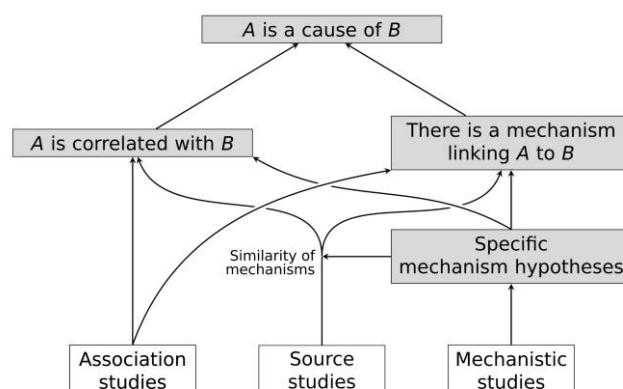 A is a cause of B
A is correlated with B
There is a mechanism
linking A to B
Similarity of
mechanisms
Specific
mechanism hypotheses
Association
studies
Source
studies
Mechanistic
studies